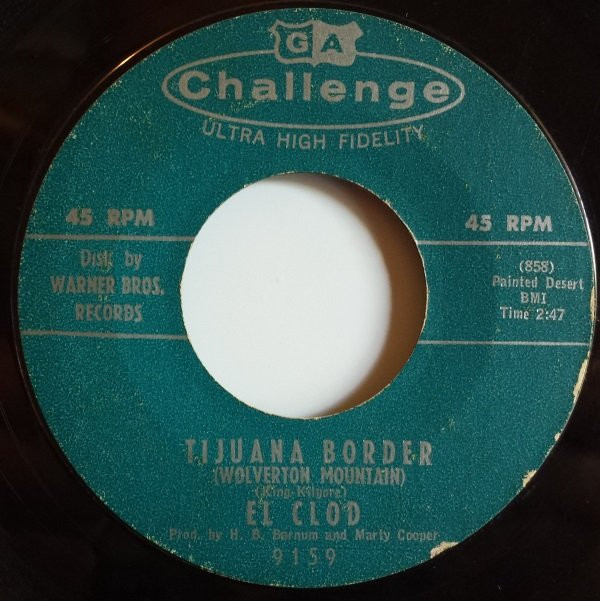 GA
Challenge
ULTRA HIGH FIDELITY
45 RPM
45 RPM
Dist. by
WARNER BROS.
RECORDS
(858)
Painted Desert
BMI
Time 2:47
TIJUANA BORDER
(WOLVERTON MOUNTAIN)
(King-Kilgore)
EL CLOD
Prod. by H. B. Barnum and Marty Cooper
9159